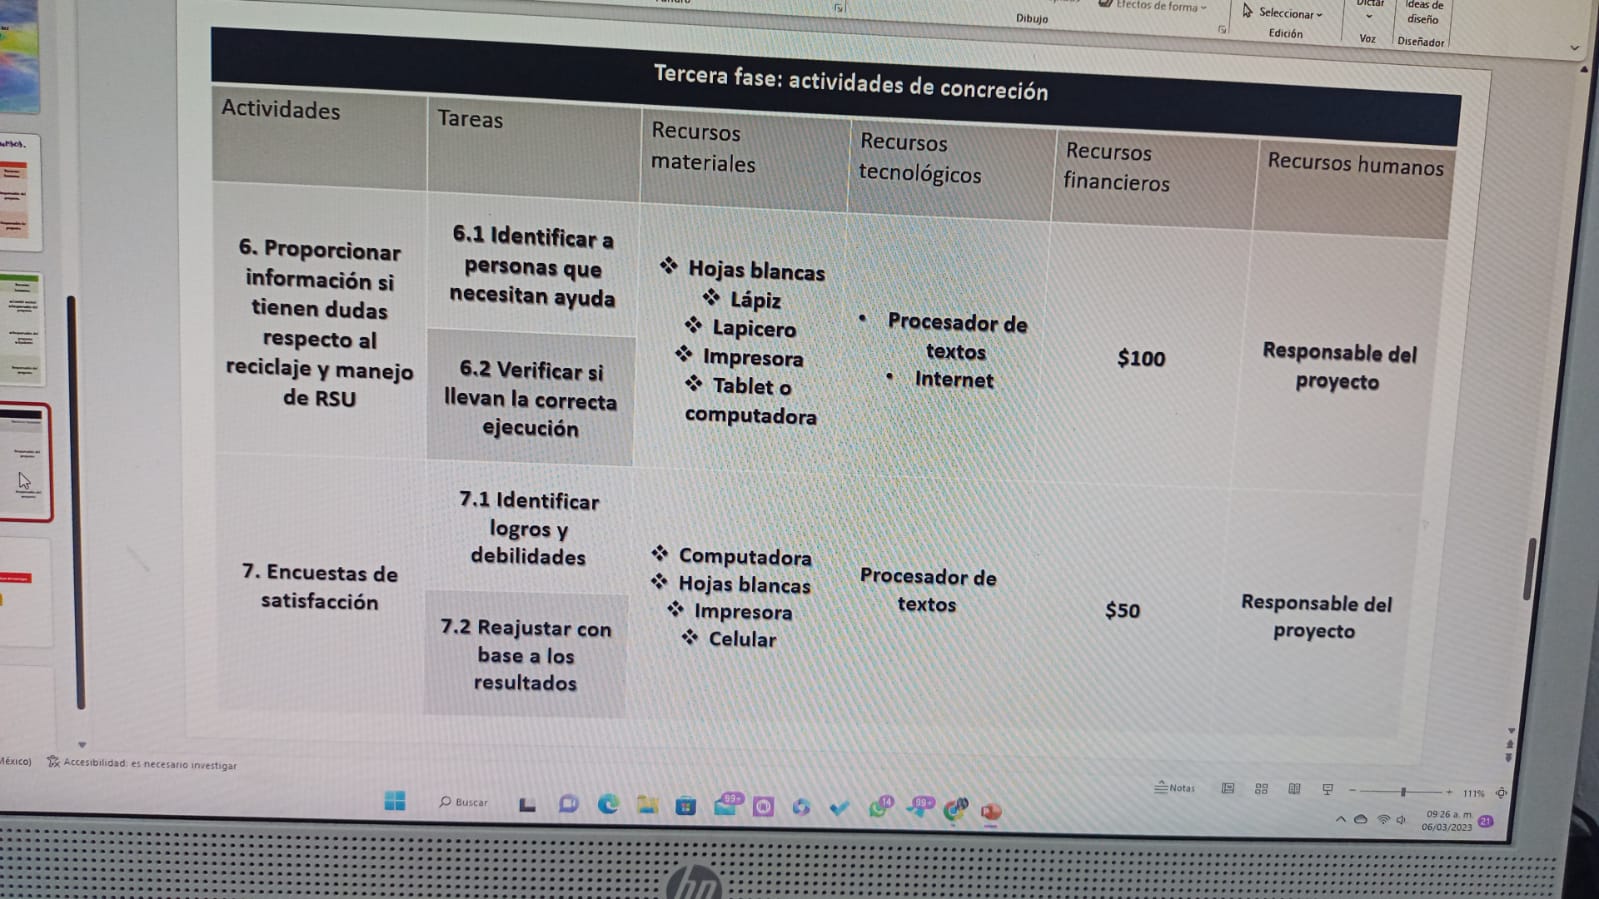 Efectos de forma
Seleccionar
Dictar
Ideas de
diseño
Dibujo
Edición
Voz
Diseñador
Tercera fase: actividades de concreción
Actividades
Tareas
Recursos
materiales
Recursos
tecnológicos
Recursos
financieros
Recursos humanos
6. Proporcionar
información si
tienen dudas
respecto al
reciclaje y manejo
de RSU
6.1 Identificar a
personas que
necesitan ayuda
6.2 Verificar si
llevan la correcta
ejecución
❖ Hojas blancas
❖ Lápiz
❖ Lapicero
❖ Impresora
❖ Tablet o
computadora
• Procesador de
textos
• Internet
$100
Responsable del
proyecto
7. Encuestas de
satisfacción
7.1 Identificar
logros y
debilidades
7.2 Reajustar con
base a los
resultados
❖ Computadora
❖ Hojas blancas
❖ Impresora
❖ Celular
Procesador de
textos
$50
Responsable del
proyecto
México)
Accesibilidad: es necesario investigar
Notas
111%
Buscar
99+
14
99+
09:26 a. m.
06/03/2023
21
hp